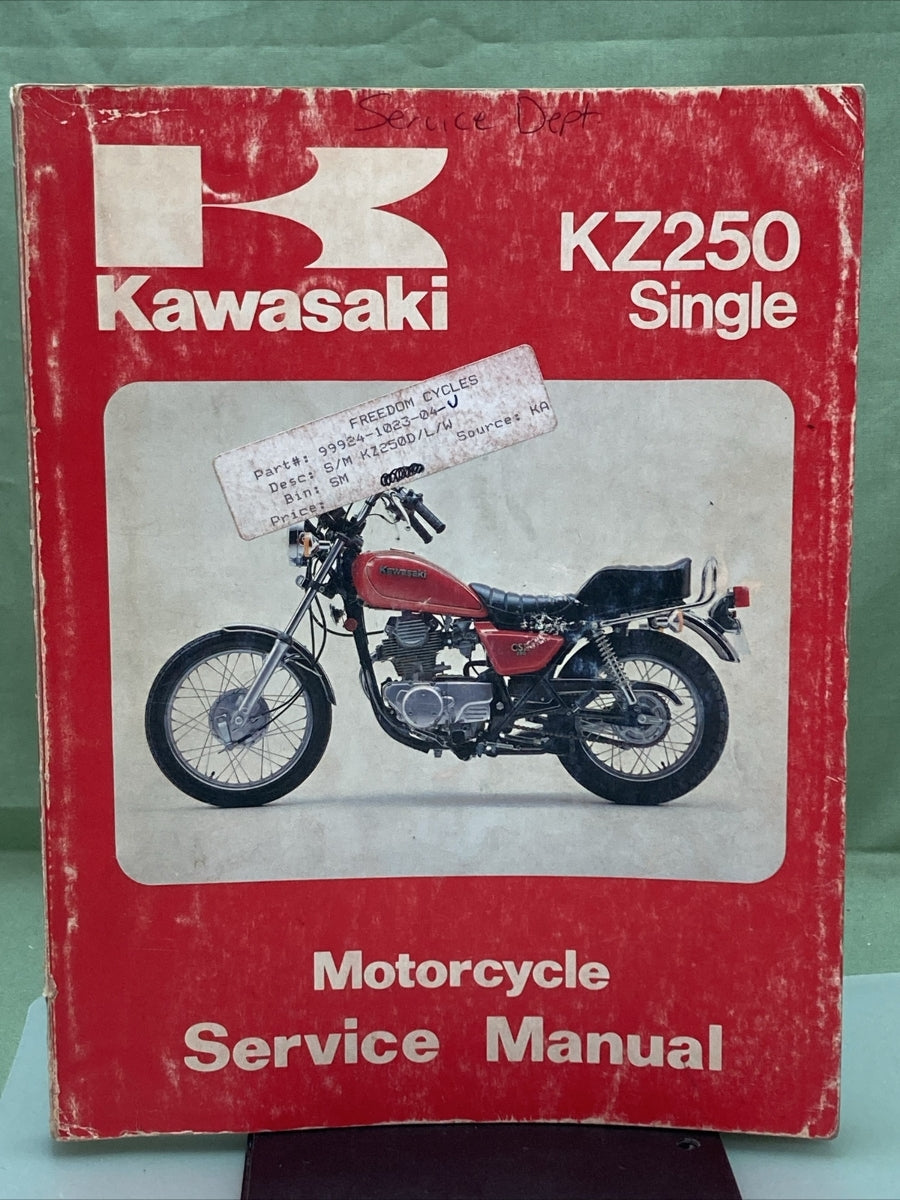 Service Dept
Kawasaki
KZ250
Single
FREEDOM CYCLES
Part#: 99924-1023-04-U
Desc: S/M KZ250D/L/W
Bin: SM Source: KA
Price:
Kawasaki
Motorcycle
Service Manual